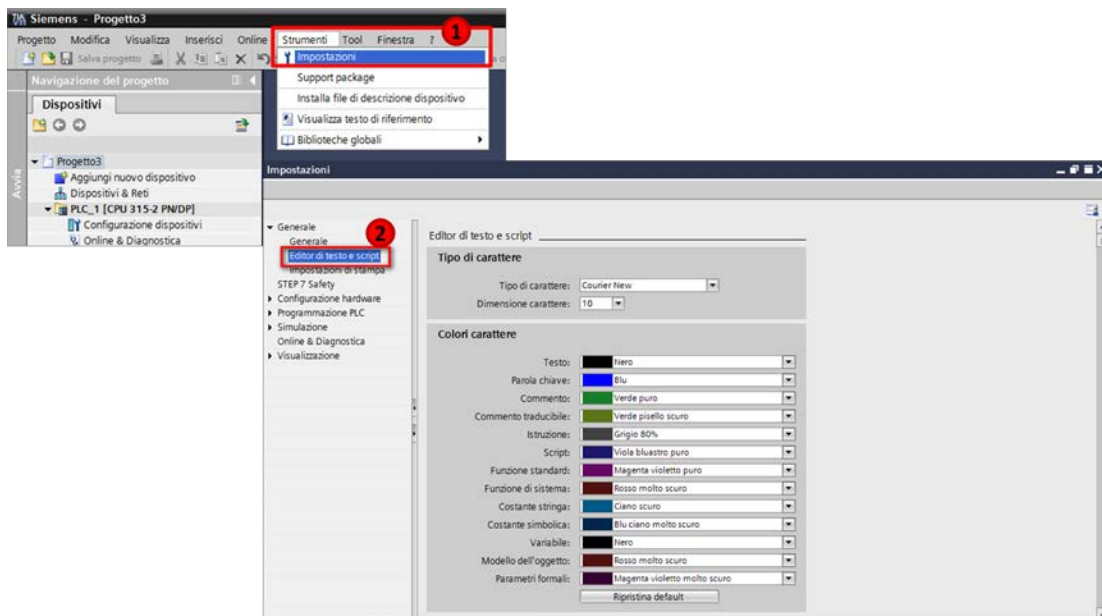 Siemens - Progetto3
Progetto Modifica Visualizza Inserisci Online Strumenti Tool Finestra ?
1
Salva progetto
Impostazioni
Support package
Installa file di descrizione dispositivo
Visualizza testo di riferimento
Biblioteche globali
Navigazione del progetto
Dispositivi
Avvia
Progetto3
Aggiungi nuovo dispositivo
Dispositivi & Reti
PLC_1 [CPU 315-2 PN/DP]
Configurazione dispositivi
Online & Diagnostica
Impostazioni
Generale
2
Generale
Editor di testo e script
Impostazioni di stampa
STEP 7 Safety
Configurazione hardware
Programmazione PLC
Simulazione
Online & Diagnostica
Visualizzazione
Editor di testo e script
Tipo di carattere
Tipo di carattere: Courier New
Dimensione carattere: 10
Colori carattere
Testo: Nero
Parola chiave: Blu
Commento: Verde puro
Commento traducibile: Verde pisello scuro
Istruzione: Grigio 80%
Script: Viola bluastro puro
Funzione standard: Magenta violetto puro
Funzione di sistema: Rosso molto scuro
Costante stringa: Ciano scuro
Costante simbolica: Blu ciano molto scuro
Variabile: Nero
Modello dell'oggetto: Rosso molto scuro
Parametri formali: Magenta violetto molto scuro
Ripristina default